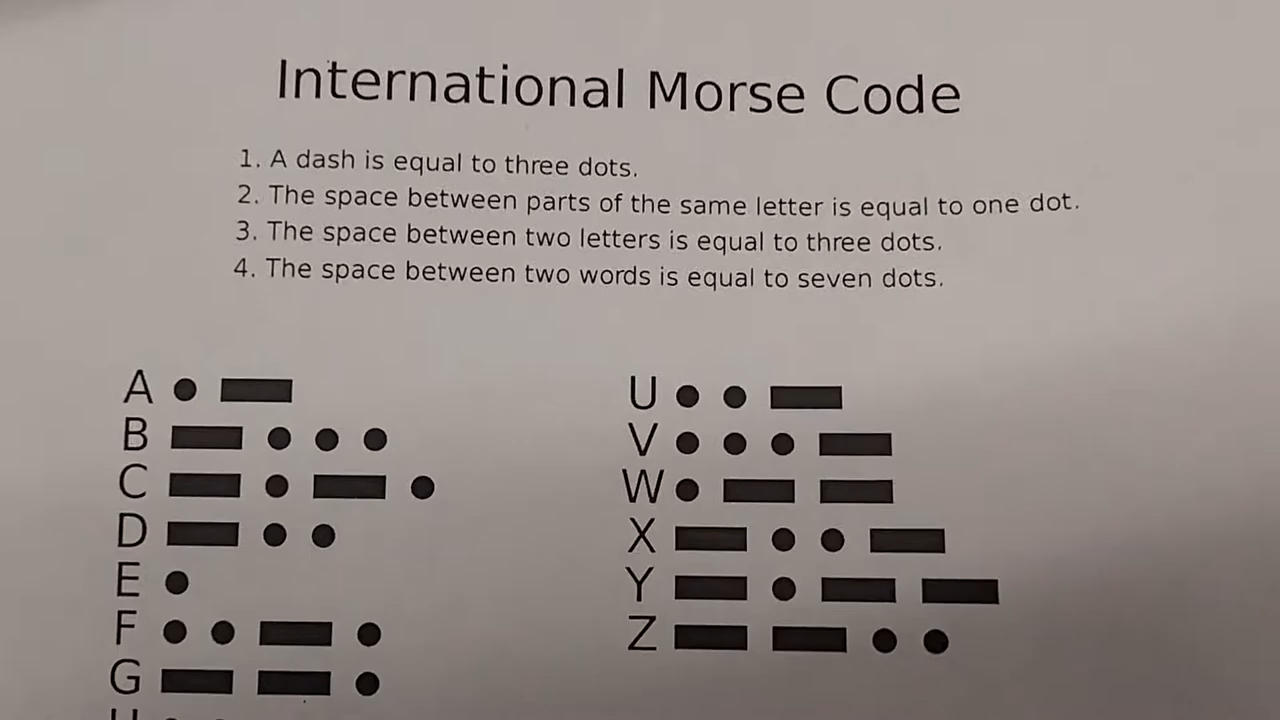 International Morse Code
1. A dash is equal to three dots.
2. The space between parts of the same letter is equal to one dot.
3. The space between two letters is equal to three dots.
4. The space between two words is equal to seven dots.
A
B
C
D
E
F
G
U
V
W
X
Y
Z